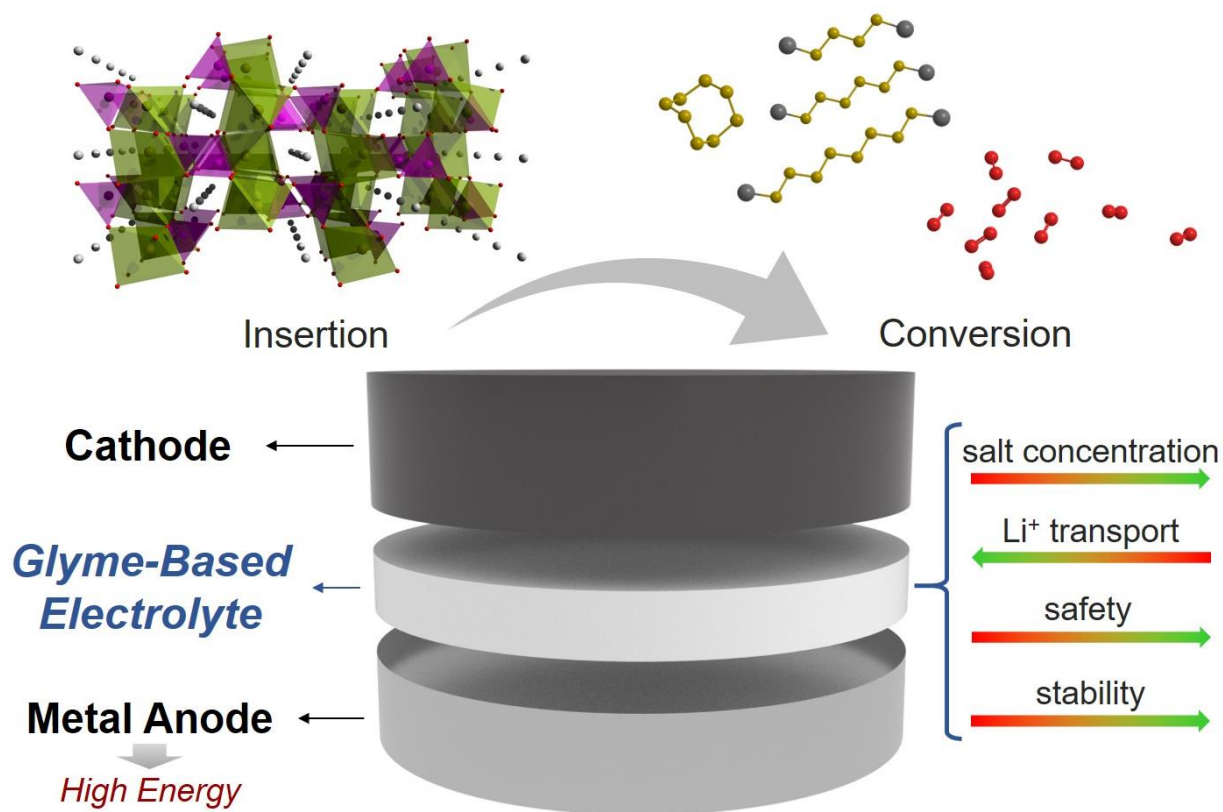 Insertion
Conversion
Cathode
Glyme-Based
Electrolyte
Metal Anode
High Energy
salt concentration
Li⁺ transport
safety
stability